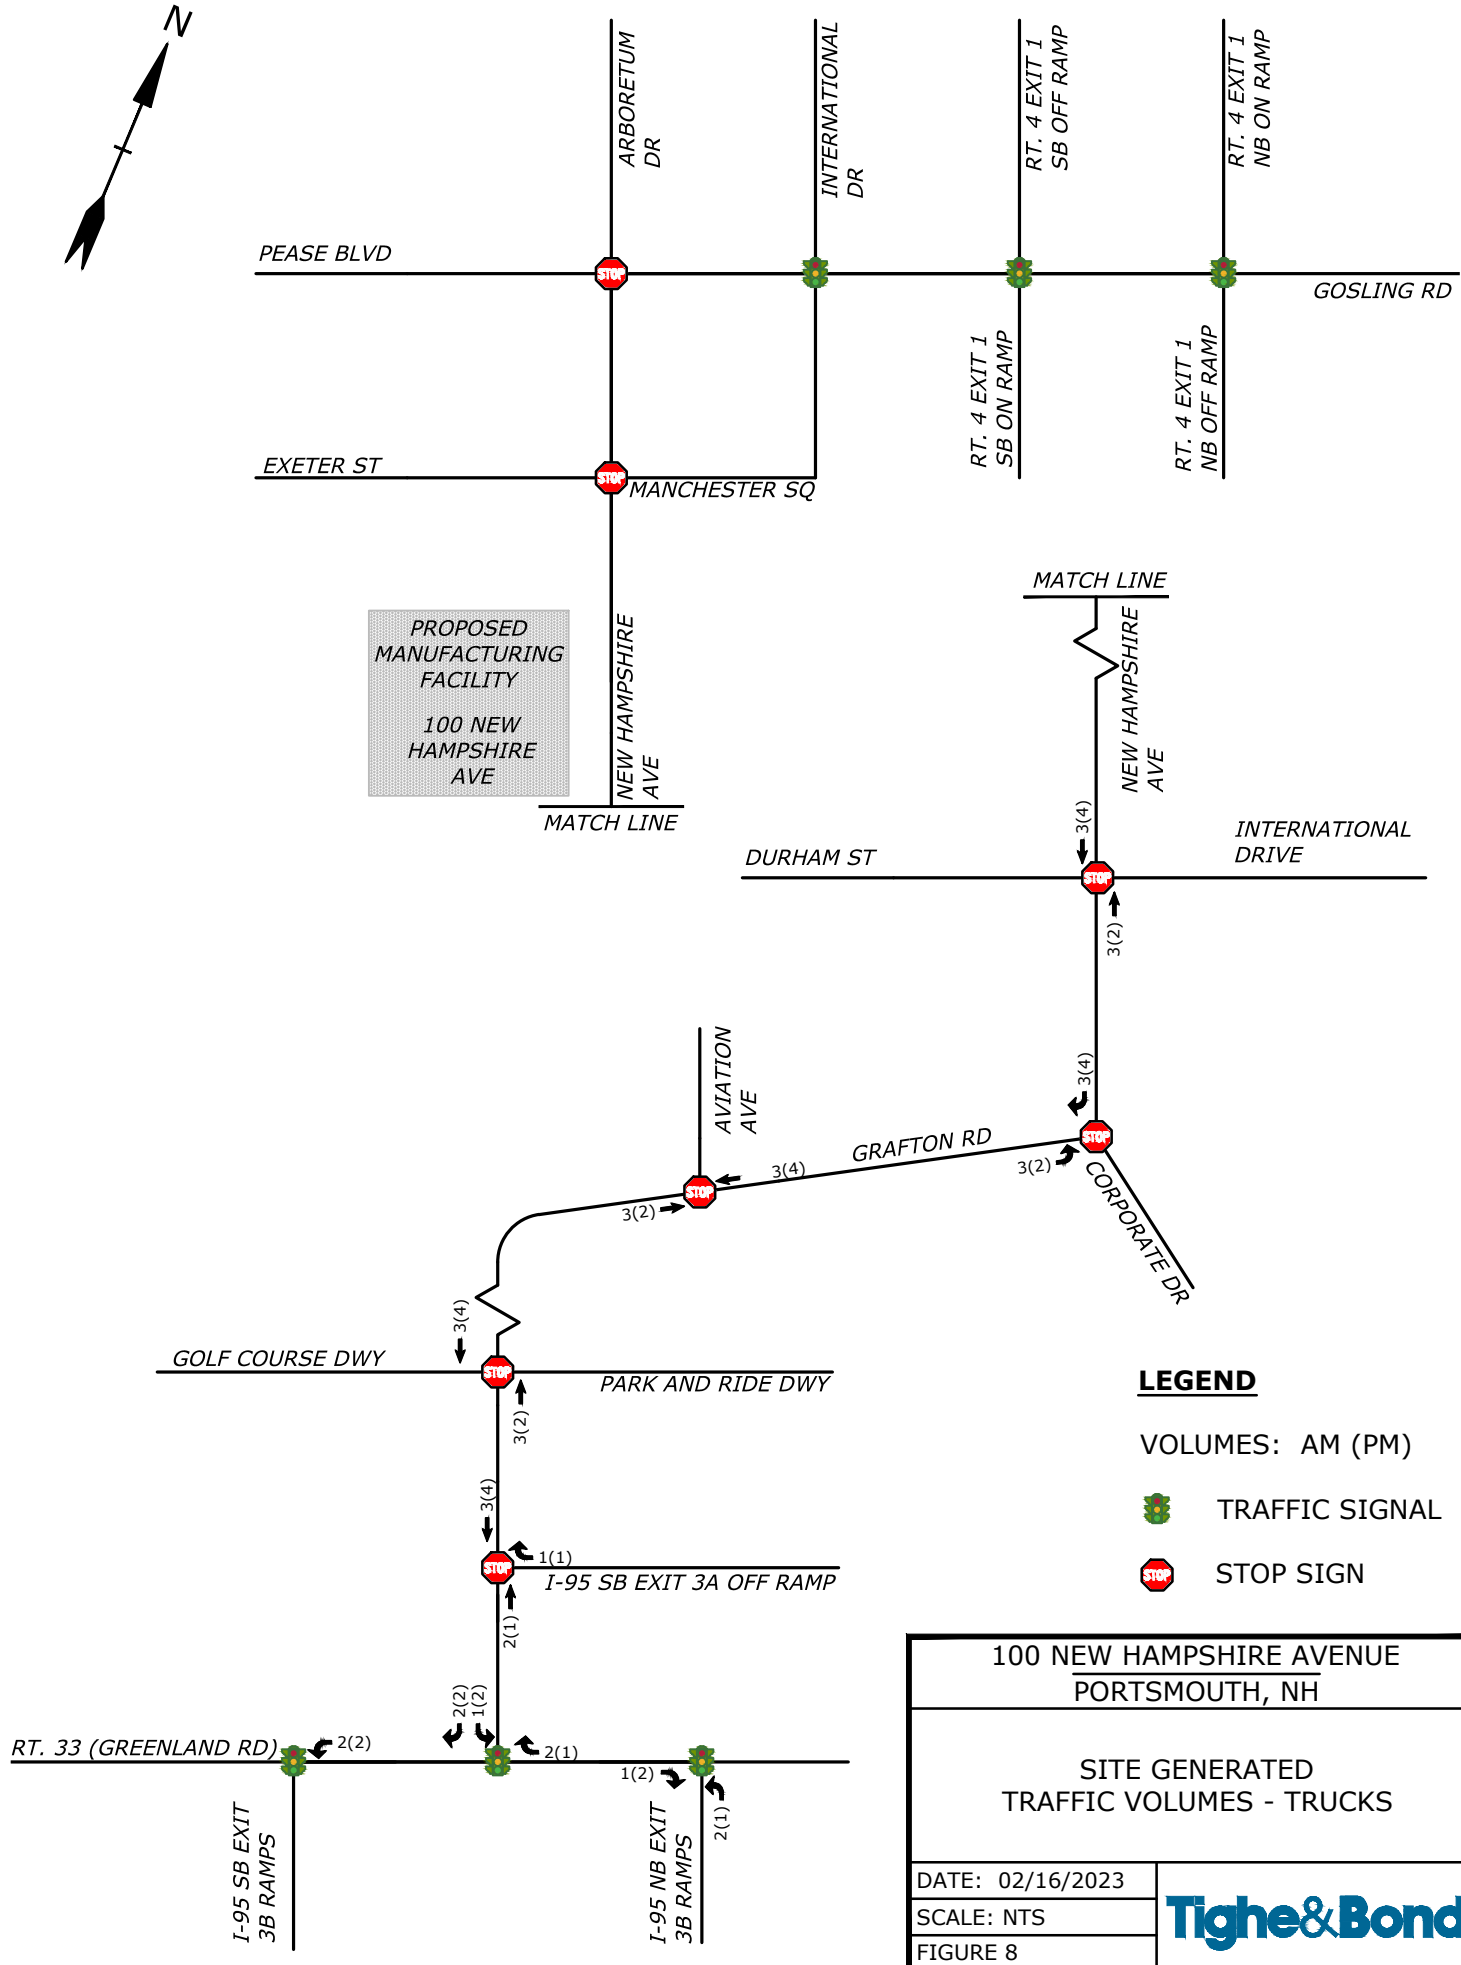 N
ARBORETUM
DR
INTERNATIONAL
DR
RT. 4 EXIT 1
SB OFF RAMP
RT. 4 EXIT 1
NB ON RAMP
PEASE BLVD
STOP
GOSLING RD
RT. 4 EXIT 1
SB ON RAMP
RT. 4 EXIT 1
NB OFF RAMP
EXETER ST
STOP
MANCHESTER SQ
PROPOSED
MANUFACTURING
FACILITY
100 NEW
HAMPSHIRE
AVE
NEW HAMPSHIRE
AVE
MATCH LINE
MATCH LINE
NEW HAMPSHIRE
AVE
3(4)
DURHAM ST
INTERNATIONAL
DRIVE
STOP
3(2)
AVIATION
AVE
3(4)
GRAFTON RD
STOP
3(2)
CORPORATE DR
3(4)
STOP
3(2)
3(4)
GOLF COURSE DWY
STOP
PARK AND RIDE DWY
3(2)
3(4)
STOP
1(1)
I-95 SB EXIT 3A OFF RAMP
2(1)
2(2)
1(2)
RT. 33 (GREENLAND RD)
2(2)
2(1)
1(2)
2(1)
I-95 SB EXIT
3B RAMPS
I-95 NB EXIT
3B RAMPS
LEGEND
VOLUMES: AM (PM)
TRAFFIC SIGNAL
STOP
STOP SIGN
100 NEW HAMPSHIRE AVENUE
PORTSMOUTH, NH
SITE GENERATED
TRAFFIC VOLUMES - TRUCKS
DATE: 02/16/2023
SCALE: NTS
FIGURE 8
Tighe&Bond